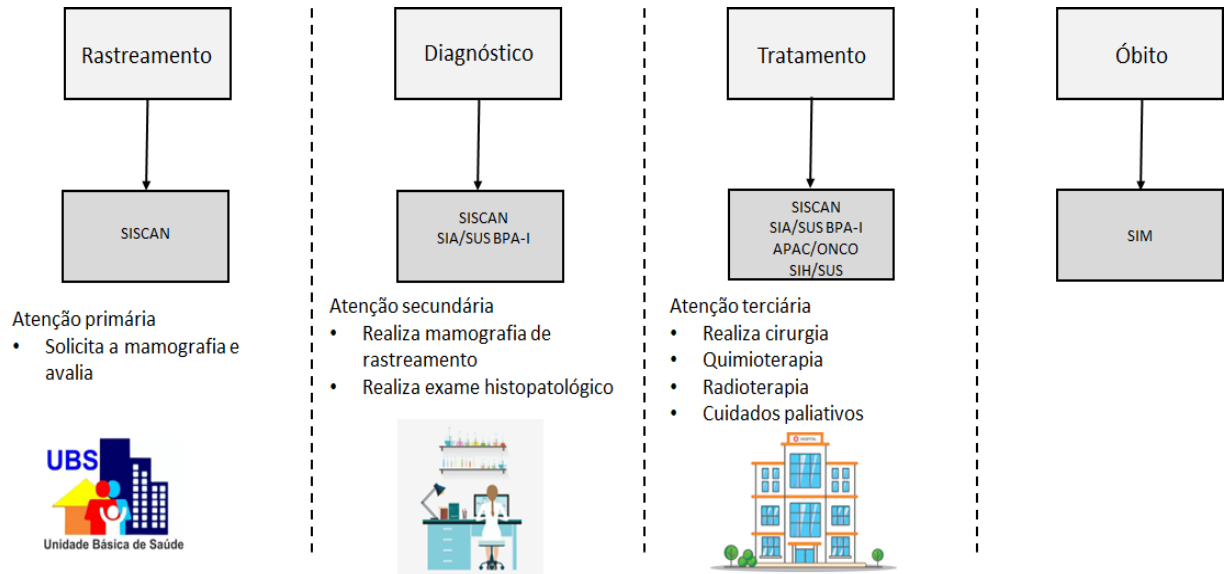 Rastreamento
Diagnóstico
Tratamento
Óbito
SISCAN
SISCAN
SIA/SUS BPA-I
SISCAN
SIA/SUS BPA-I
APAC/ONCO
SIH/SUS
SIM
Atenção primária
• Solicita a mamografia e
avalia
Atenção secundária
• Realiza mamografia de
rastreamento
• Realiza exame histopatológico
Atenção terciária
• Realiza cirurgia
• Quimioterapia
• Radioterapia
• Cuidados paliativos
UBS
Unidade Básica de Saúde
HOSPITAL